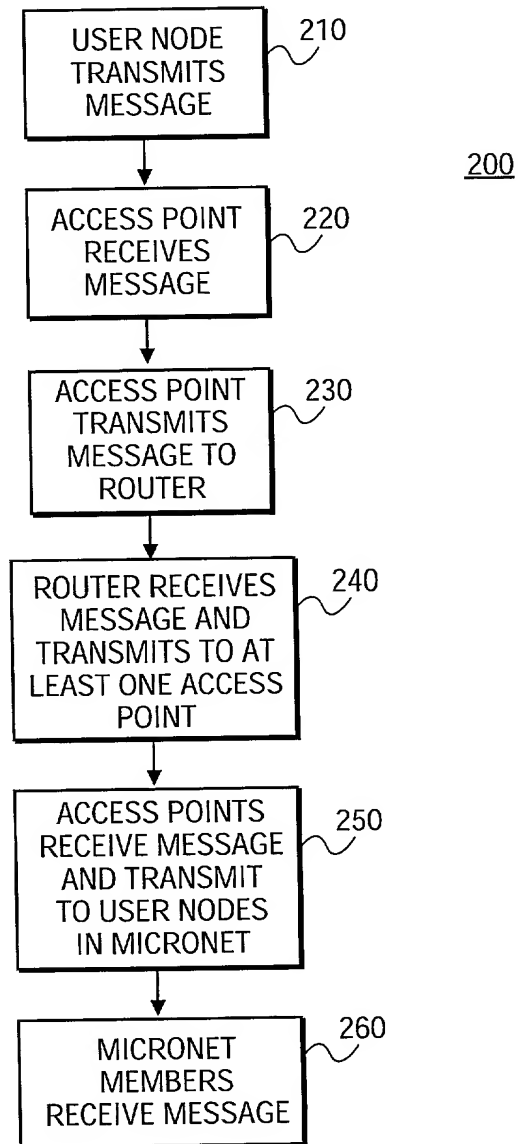 USER NODE
TRANSMITS
MESSAGE
210
200
ACCESS POINT
RECEIVES
MESSAGE
220
ACCESS POINT
TRANSMITS
MESSAGE TO
ROUTER
230
ROUTER RECEIVES
MESSAGE AND
TRANSMITS TO AT
LEAST ONE ACCESS
POINT
240
ACCESS POINTS
RECEIVE MESSAGE
AND TRANSMIT
TO USER NODES
IN MICRONET
250
MICRONET
MEMBERS
RECEIVE MESSAGE
260